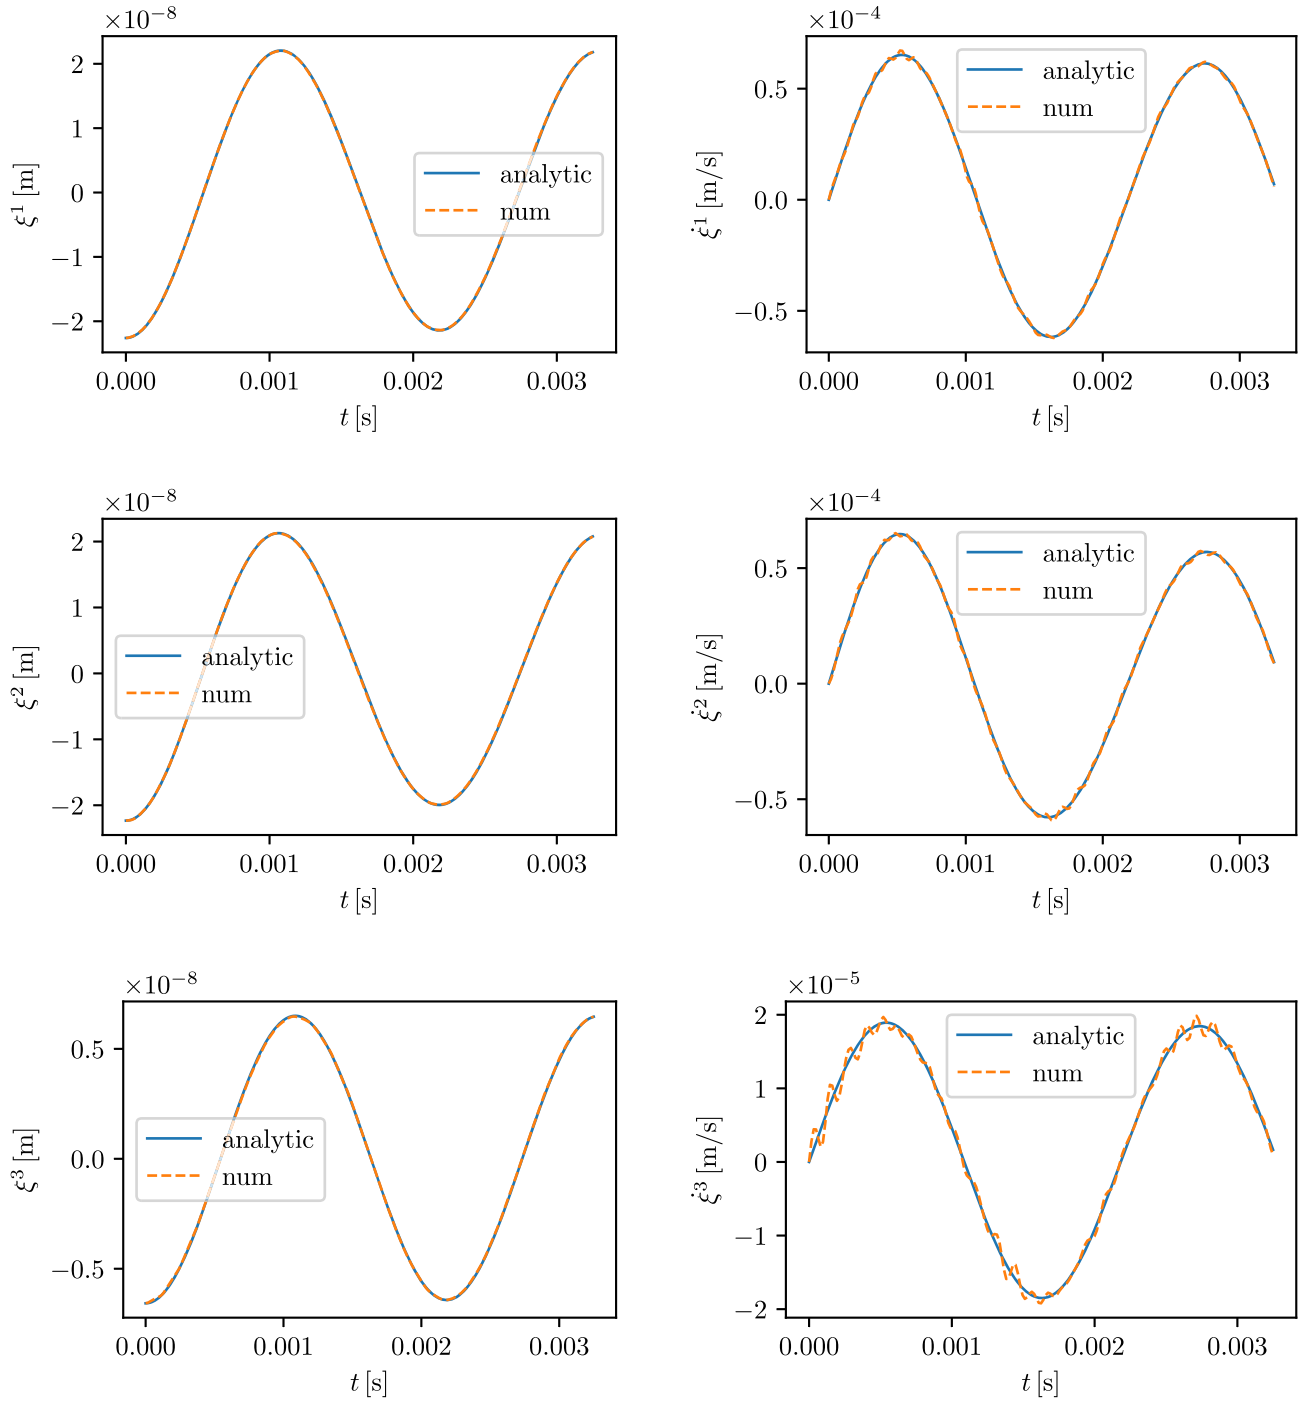 ×10⁻⁸
2
1
0
−1
−2
ξ¹ [m]
analytic
num
0.000 0.001 0.002 0.003
t [s]
×10⁻⁴
0.5
0.0
−0.5
ξ̇¹ [m/s]
analytic
num
0.000 0.001 0.002 0.003
t [s]
×10⁻⁸
2
1
0
−1
−2
ξ² [m]
analytic
num
0.000 0.001 0.002 0.003
t [s]
×10⁻⁴
0.5
0.0
−0.5
ξ̇² [m/s]
analytic
num
0.000 0.001 0.002 0.003
t [s]
×10⁻⁸
0.5
0.0
−0.5
ξ³ [m]
analytic
num
0.000 0.001 0.002 0.003
t [s]
×10⁻⁵
2
1
0
−1
−2
ξ̇³ [m/s]
analytic
num
0.000 0.001 0.002 0.003
t [s]